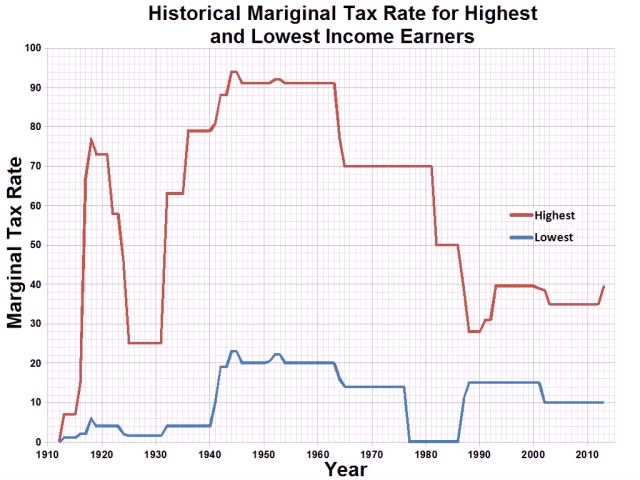 Historical Mariginal Tax Rate for Highest
and Lowest Income Earners
Marginal Tax Rate
100
90
80
70
60
50
40
30
20
10
0
Highest
Lowest
1910 1920 1930 1940 1950 1960 1970 1980 1990 2000 2010
Year